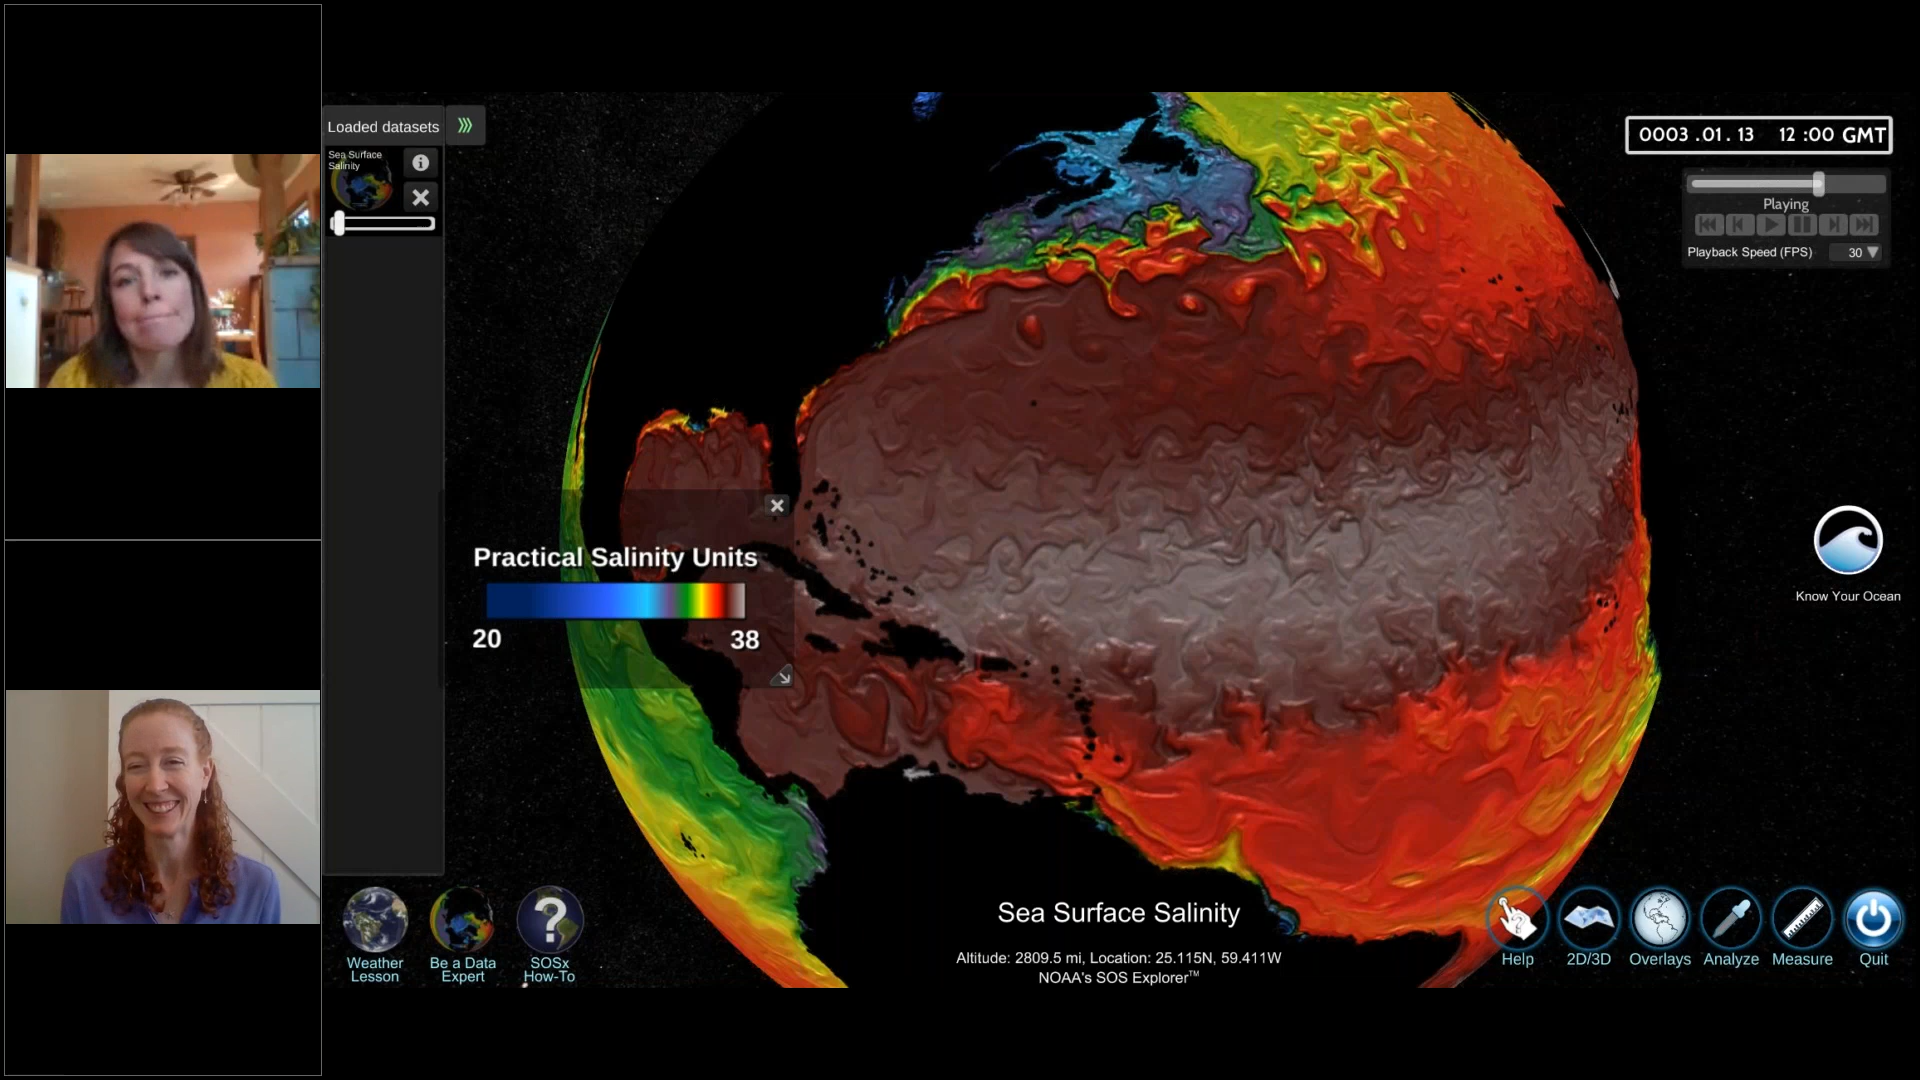 Loaded datasets
Sea Surface
Salinity
0003 .01 . 13 12 :00 GMT
Playing
Playback Speed (FPS) 30
Know Your Ocean
Practical Salinity Units
20 38
Sea Surface Salinity
Altitude: 2809.5 mi, Location: 25.115N, 59.411W
NOAA's SOS Explorer™
Weather
Lesson
Be a Data
Expert
SOSx
How-To
Help
2D/3D
Overlays
Analyze
Measure
Quit